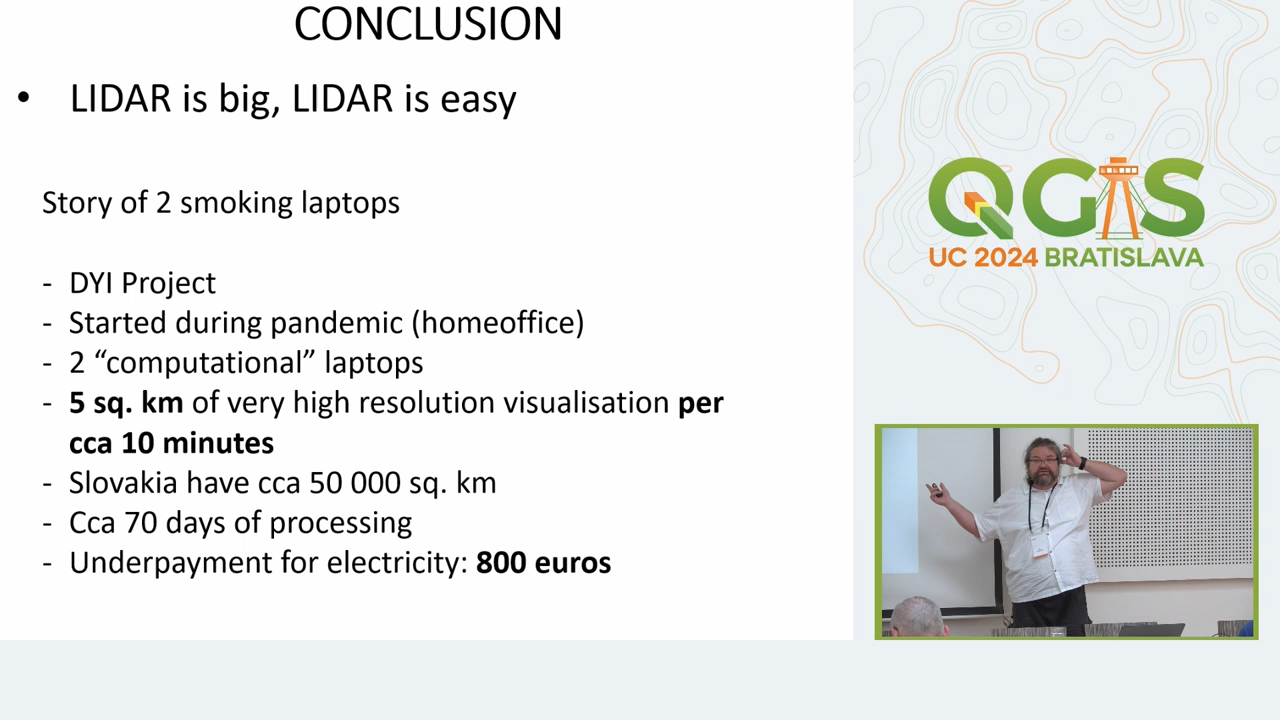 CONCLUSION
• LIDAR is big, LIDAR is easy
Story of 2 smoking laptops
- DYI Project
- Started during pandemic (homeoffice)
- 2 “computational” laptops
- 5 sq. km of very high resolution visualisation per
cca 10 minutes
- Slovakia have cca 50 000 sq. km
- Cca 70 days of processing
- Underpayment for electricity: 800 euros
QGIS
UC 2024 BRATISLAVA